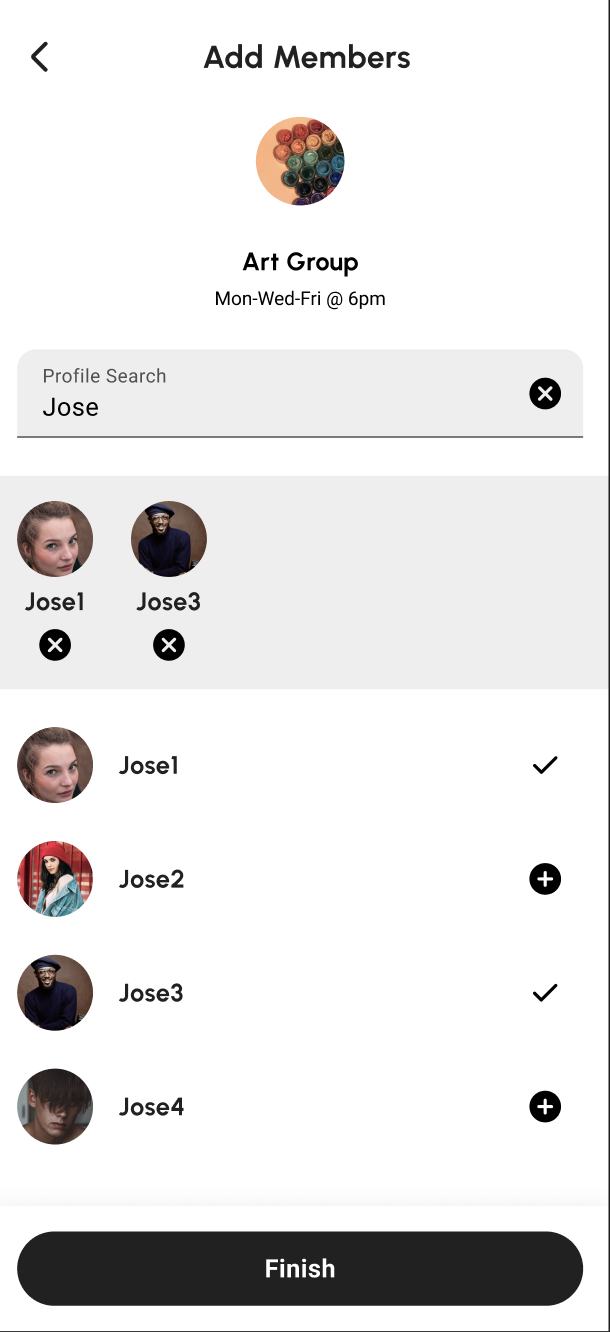 Add Members
Art Group
Mon-Wed-Fri @ 6pm
Profile Search
Jose
Jose1 Jose3
Jose1
Jose2
Jose3
Jose4
Finish